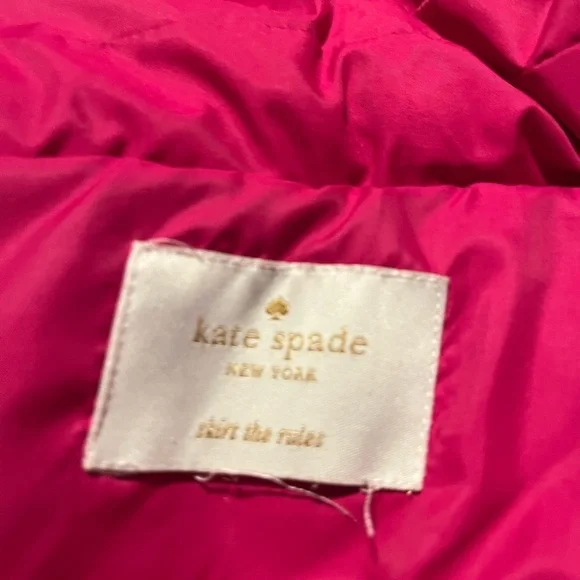 kate spade
NEW YORK
skirt the rules